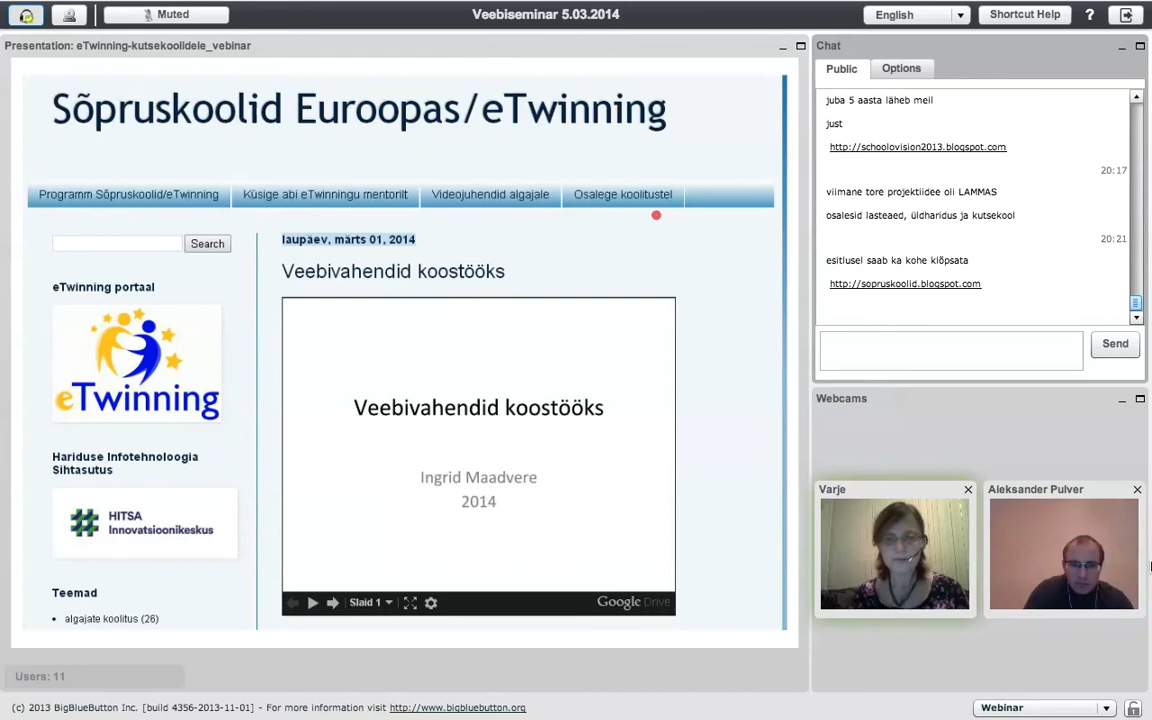 Muted
Veebiseminar 5.03.2014
English
Shortcut Help
?
Presentation: eTwinning-kutsekoolidele_vebinar
Sõpruskoolid Euroopas/eTwinning
Programm Sõpruskoolid/eTwinning
Küsige abi eTwinningu mentorilt
Videojuhendid algajale
Osalege koolitustel
Search
eTwinning portaal
eTwinning
Hariduse Infotehnoloogia
Sihtasutus
HITSA
Innovatsioonikeskus
Teemad
• algajate koolitus (26)
laupäev, märts 01, 2014
Veebivahendid koostööks
Veebivahendid koostööks
Ingrid Maadvere
2014
Slaid 1
Google Drive
Users: 11
Chat
Public
Options
juba 5 aasta läheb meil
just
http://schoolovision2013.blogspot.com
20:17
viimane tore projektiidee oli LAMMAS
osalesid lasteaed, üldharidus ja kutsekool
20:21
esitlusel saab ka kohe klõpsata
http://sopruskoolid.blogspot.com
Send
Webcams
Varje
Aleksander Pulver
(c) 2013 BigBlueButton Inc. [build 4356-2013-11-01] - For more information visit http://www.bigbluebutton.org
Webinar